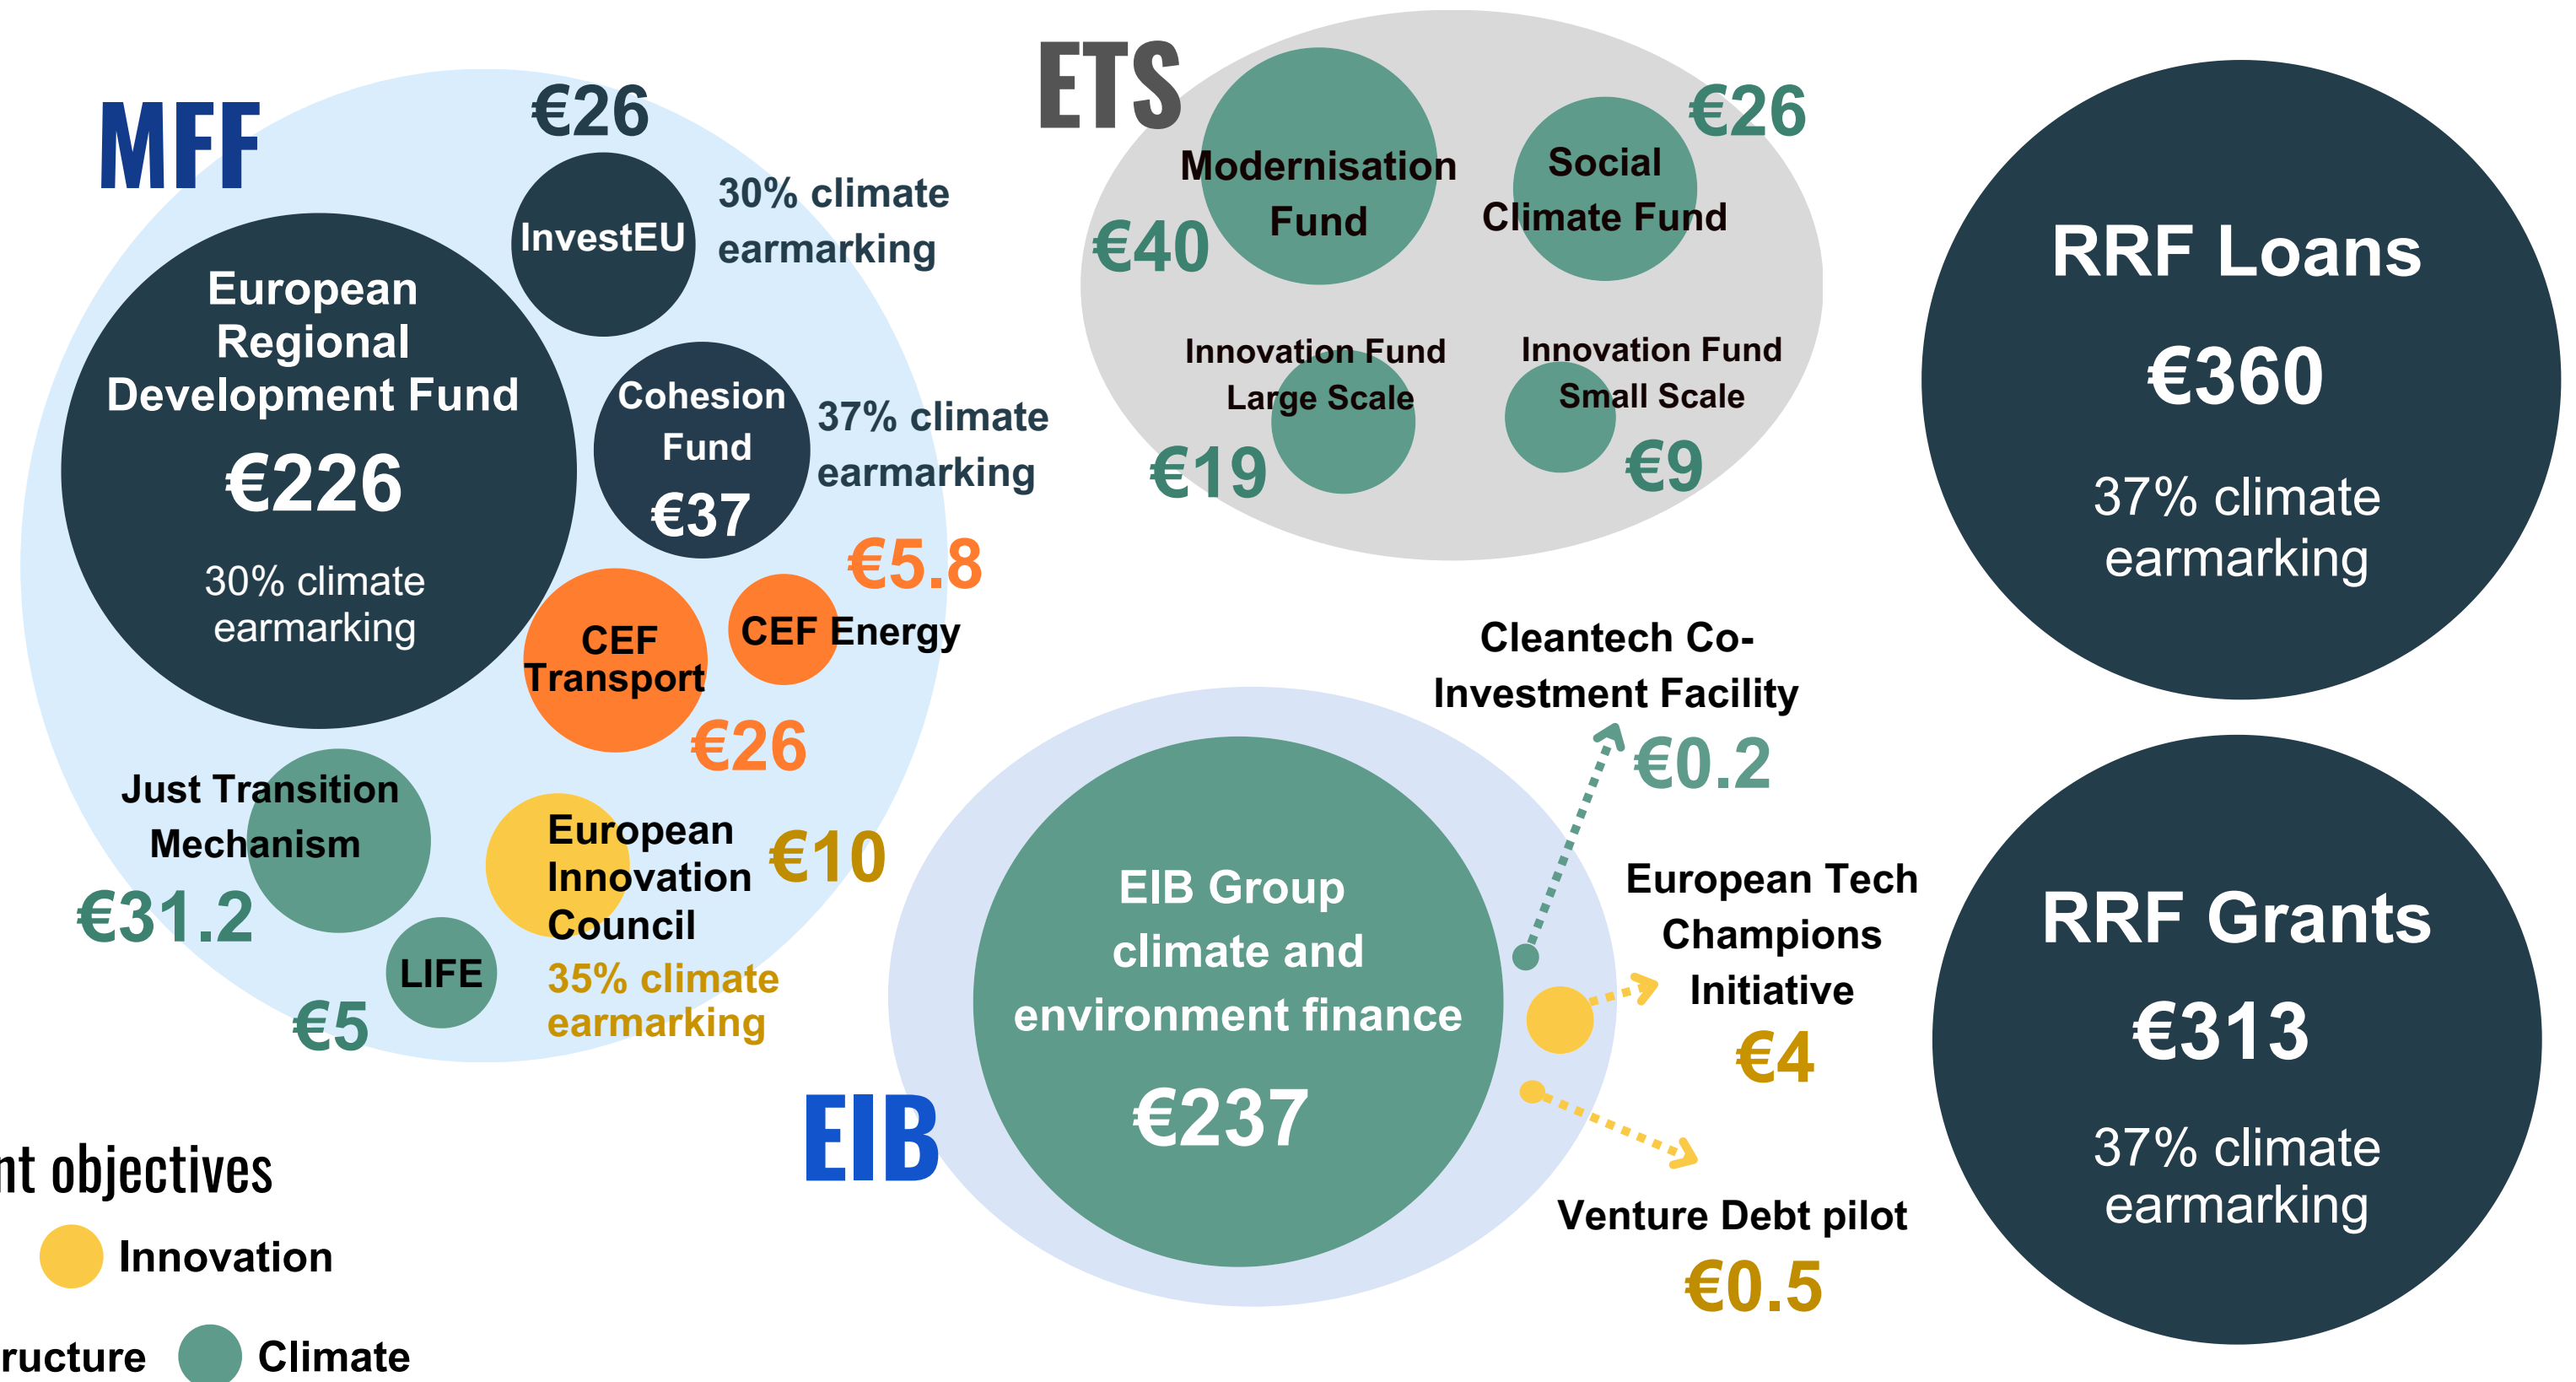 MFF
€26
InvestEU
30% climate
earmarking
European
Regional
Development Fund
€226
30% climate
earmarking
Cohesion
Fund
€37
37% climate
earmarking
€5.8
CEF Energy
CEF
Transport
€26
Just Transition
Mechanism
€31.2
LIFE
€5
European
Innovation
Council
€10
35% climate
earmarking
ETS
Modernisation
Fund
€40
Social
Climate Fund
€26
Innovation Fund
Large Scale
€19
Innovation Fund
Small Scale
€9
EIB
EIB Group
climate and
environment finance
€237
Cleantech Co-
Investment Facility
€0.2
European Tech
Champions
Initiative
€4
Venture Debt pilot
€0.5
RRF Loans
€360
37% climate
earmarking
RRF Grants
€313
37% climate
earmarking
nt objectives
Innovation
ructure
Climate